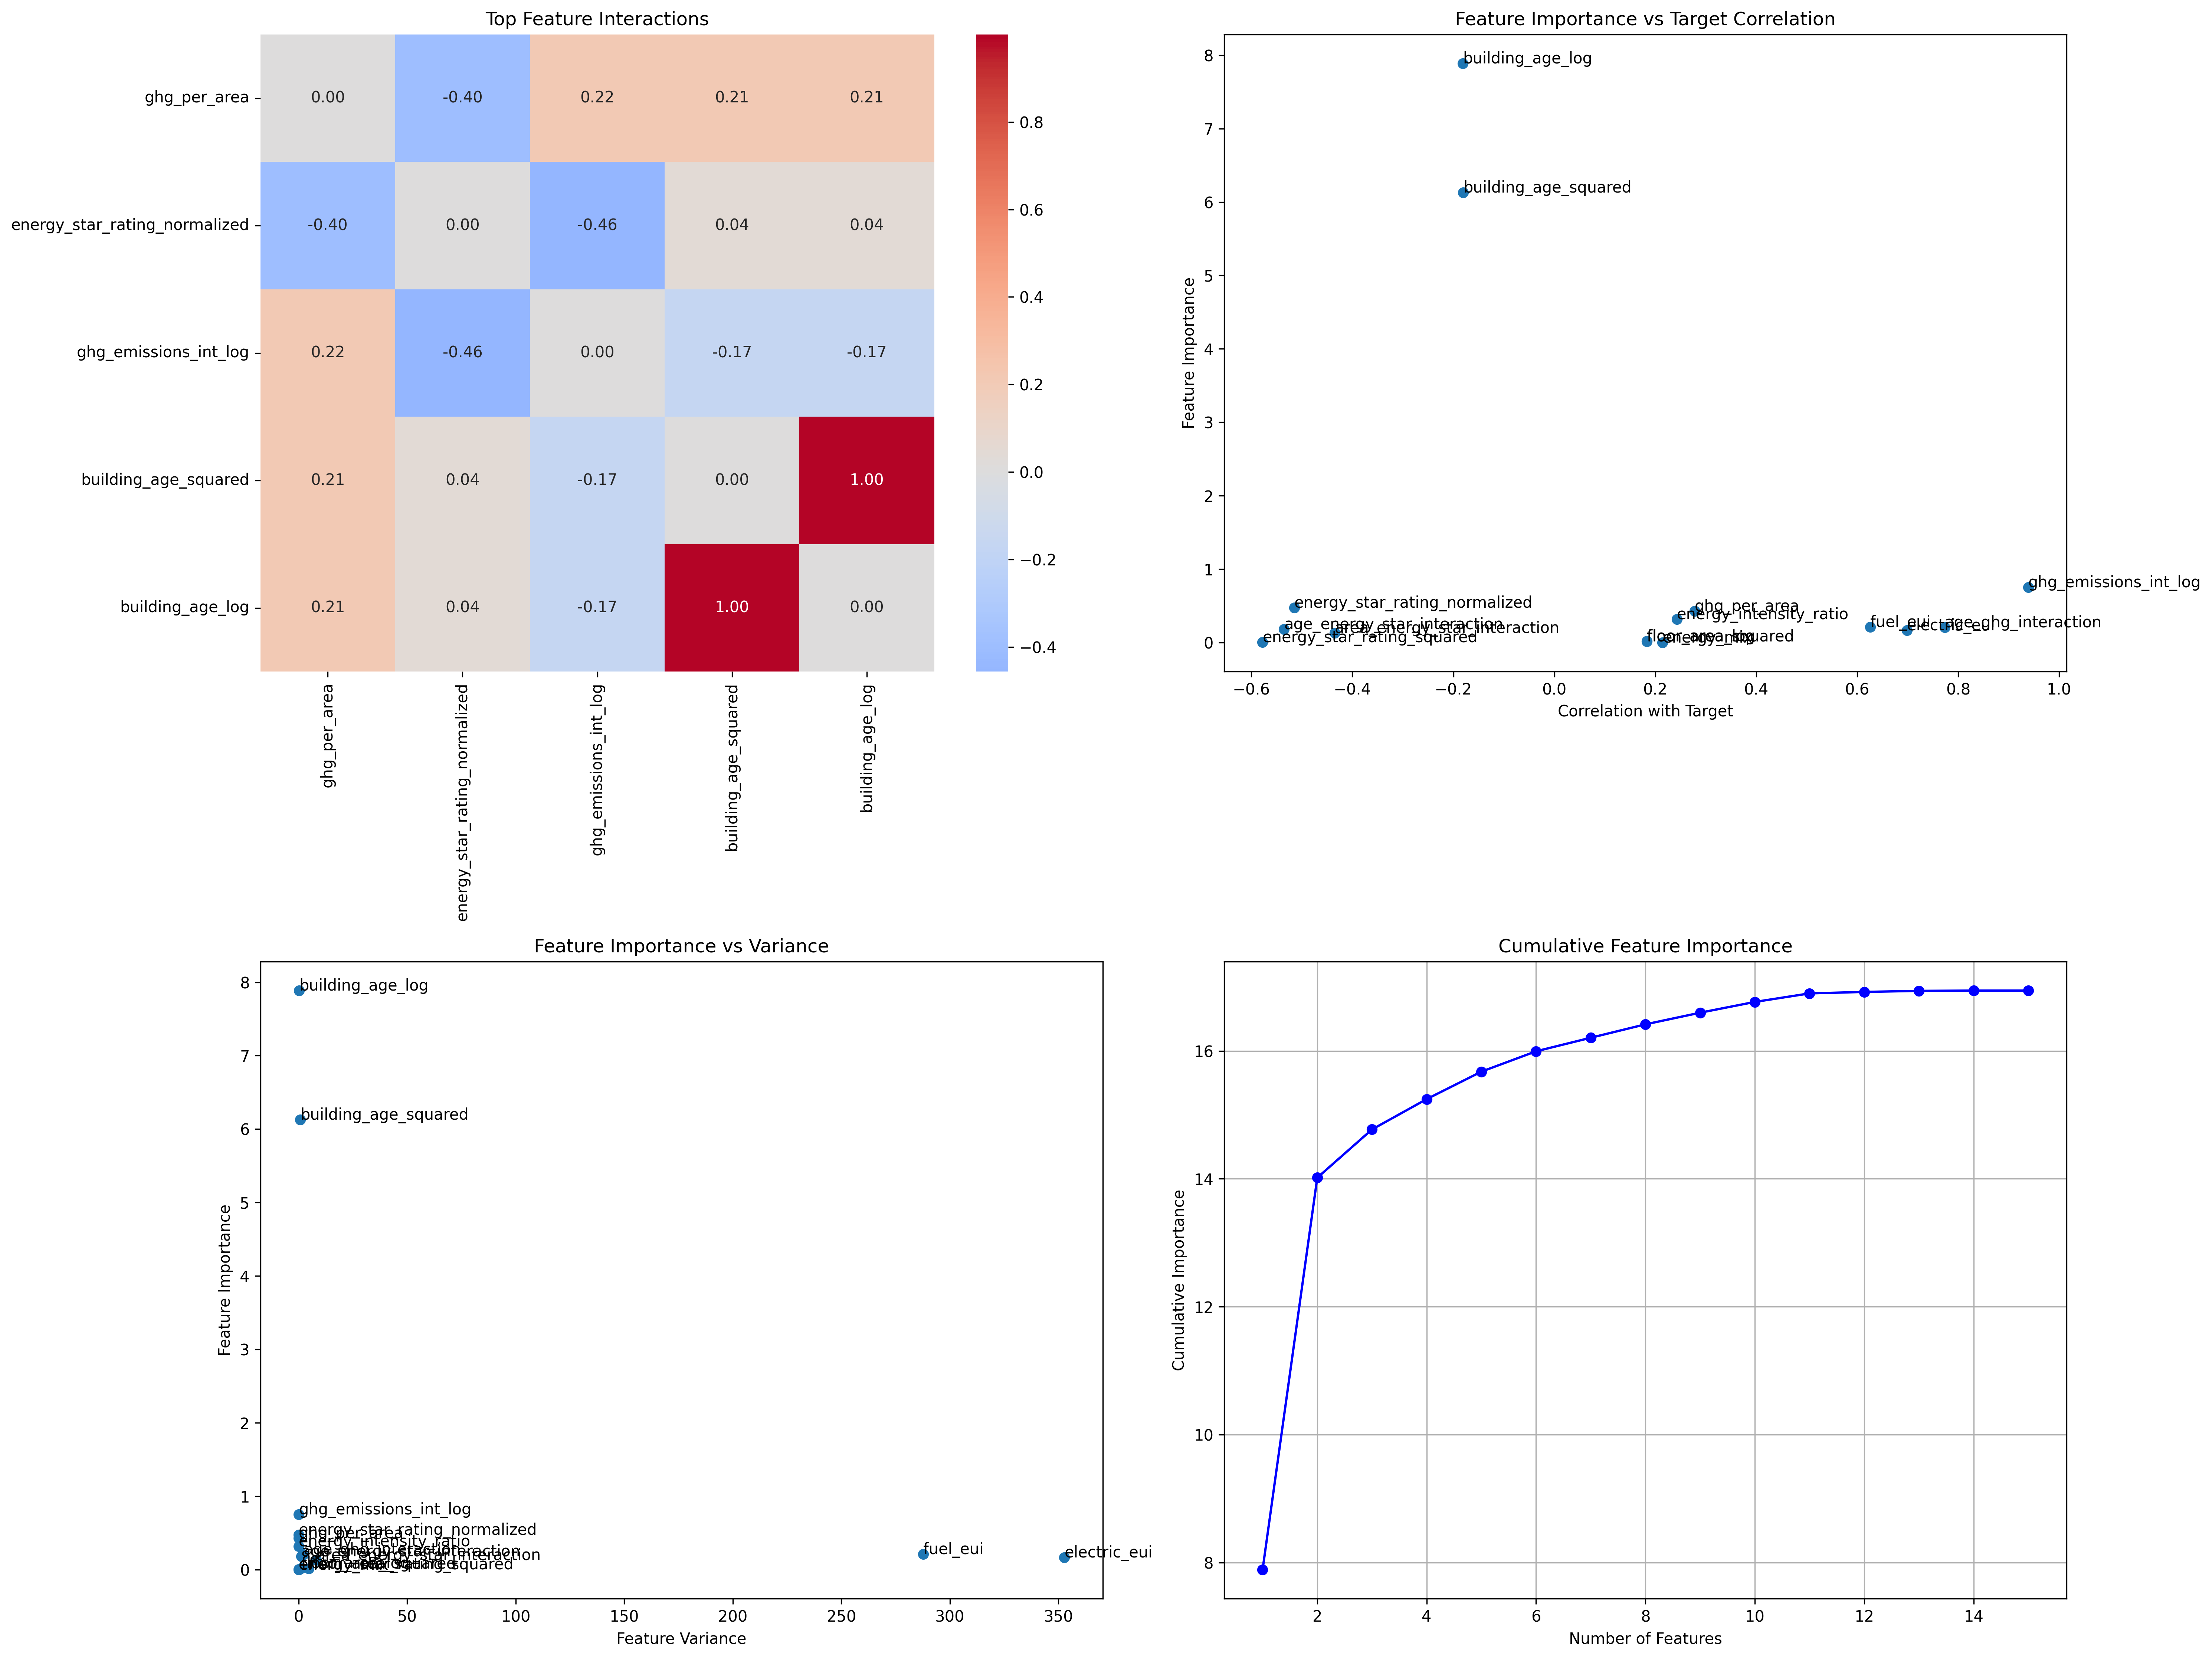 Top Feature Interactions
ghg_per_area
0.00 -0.40 0.22 0.21 0.21
energy_star_rating_normalized
-0.40 0.00 -0.46 0.04 0.04
ghg_emissions_int_log
0.22 -0.46 0.00 -0.17 -0.17
building_age_squared
0.21 0.04 -0.17 0.00 1.00
building_age_log
0.21 0.04 -0.17 1.00 0.00
ghg_per_area
energy_star_rating_normalized
ghg_emissions_int_log
building_age_squared
building_age_log
0.8
0.6
0.4
0.2
0.0
−0.2
−0.4
Feature Importance vs Target Correlation
Feature Importance
8
7
6
5
4
3
2
1
0
building_age_log
building_age_squared
ghg_emissions_int_log
energy_star_rating_normalized
ghg_per_area
energy_intensity_ratio
age_energy_star_interaction
area_energy_star_interaction
fuel_eui
electric_eui
age_ghg_interaction
energy_star_rating_squared
−0.6 −0.4 −0.2 0.0 0.2 0.4 0.6 0.8 1.0
Correlation with Target
Feature Importance vs Variance
Feature Importance
8
7
6
5
4
3
2
1
0
building_age_log
building_age_squared
ghg_emissions_int_log
energy_star_rating_normalized
ghg_per_area
energy_intensity_ratio
area_energy_star_interaction
fuel_eui
electric_eui
0 50 100 150 200 250 300 350
Feature Variance
Cumulative Feature Importance
Cumulative Importance
16
14
12
10
8
2 4 6 8 10 12 14
Number of Features